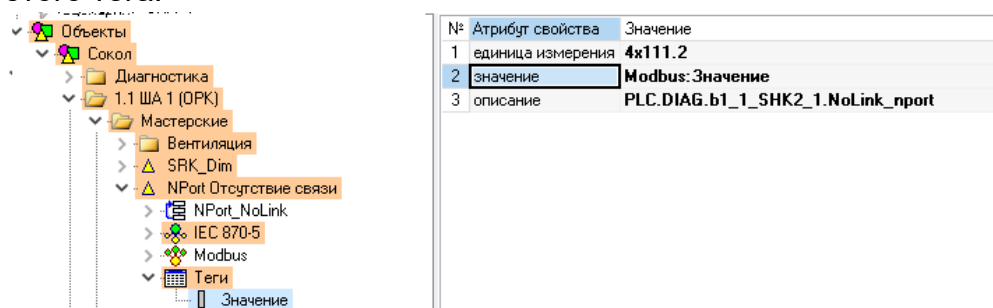 этого тега.
Объекты
Сокол
Диагностика
1.1 ША 1 (ОРК)
Мастерские
Вентиляция
SRK_Dim
NPort Отсутствие связи
NPort_NoLink
IEC 870-5
Modbus
Теги
Значение
№ Атрибут свойства Значение
1 единица измерения 4x111.2
2 значение Modbus:Значение
3 описание PLC.DIAG.b1_1_SHK2_1.NoLink_nport